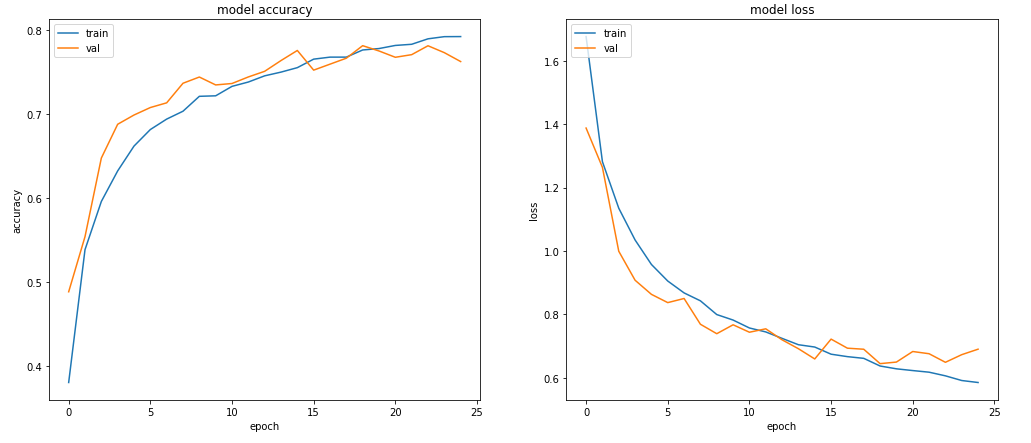 model accuracy
train
val
0.8
0.7
0.6
0.5
0.4
accuracy
0 5 10 15 20 25
epoch
model loss
train
val
1.6
1.4
1.2
1.0
0.8
0.6
loss
0 5 10 15 20 25
epoch